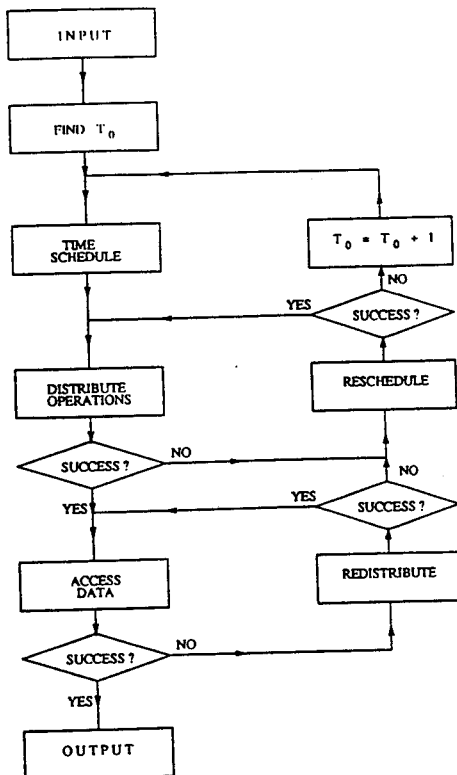 INPUT
FIND T₀
TIME
SCHEDULE
T₀ = T₀ + 1
NO
YES
SUCCESS ?
DISTRIBUTE
OPERATIONS
RESCHEDULE
SUCCESS ?
NO
NO
YES
YES
SUCCESS ?
ACCESS
DATA
REDISTRIBUTE
SUCCESS ?
NO
YES
OUTPUT